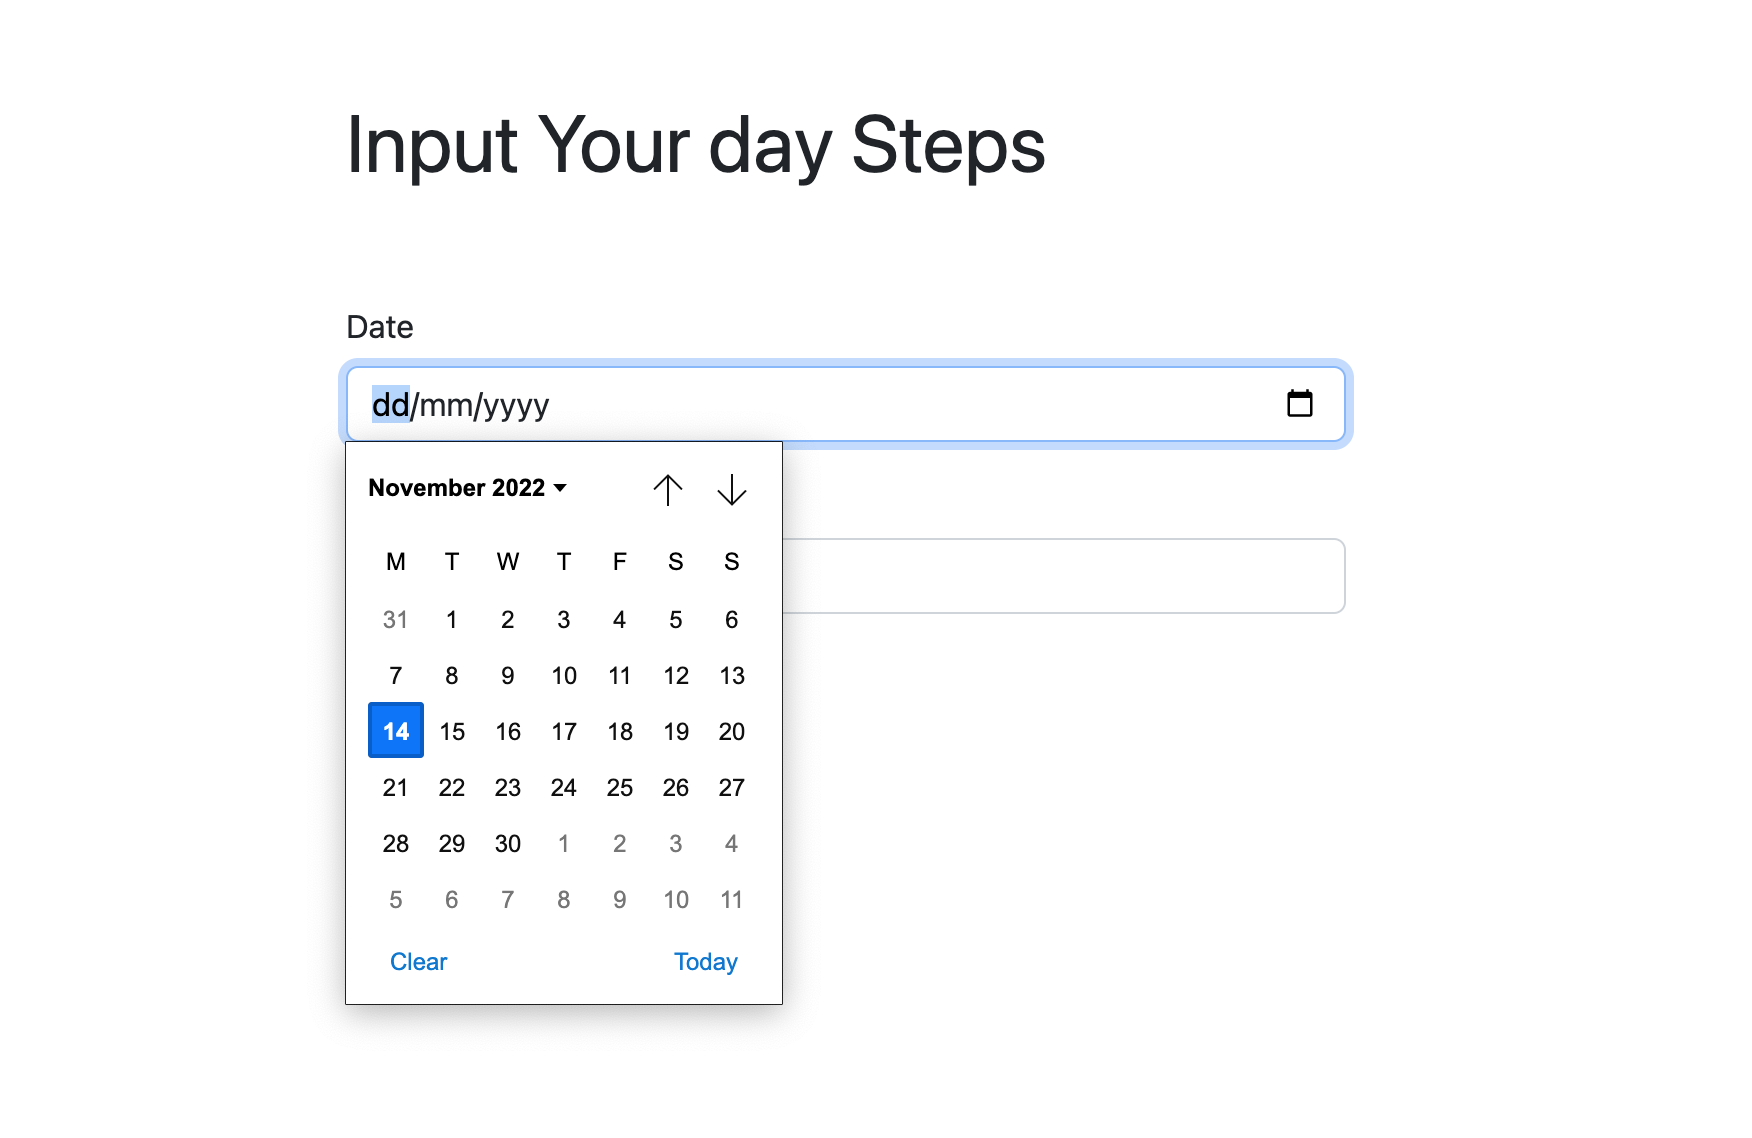 Input Your day Steps
Date
dd/mm/yyyy
November 2022
M T W T F S S
31 1 2 3 4 5 6
7 8 9 10 11 12 13
14 15 16 17 18 19 20
21 22 23 24 25 26 27
28 29 30 1 2 3 4
5 6 7 8 9 10 11
Clear Today